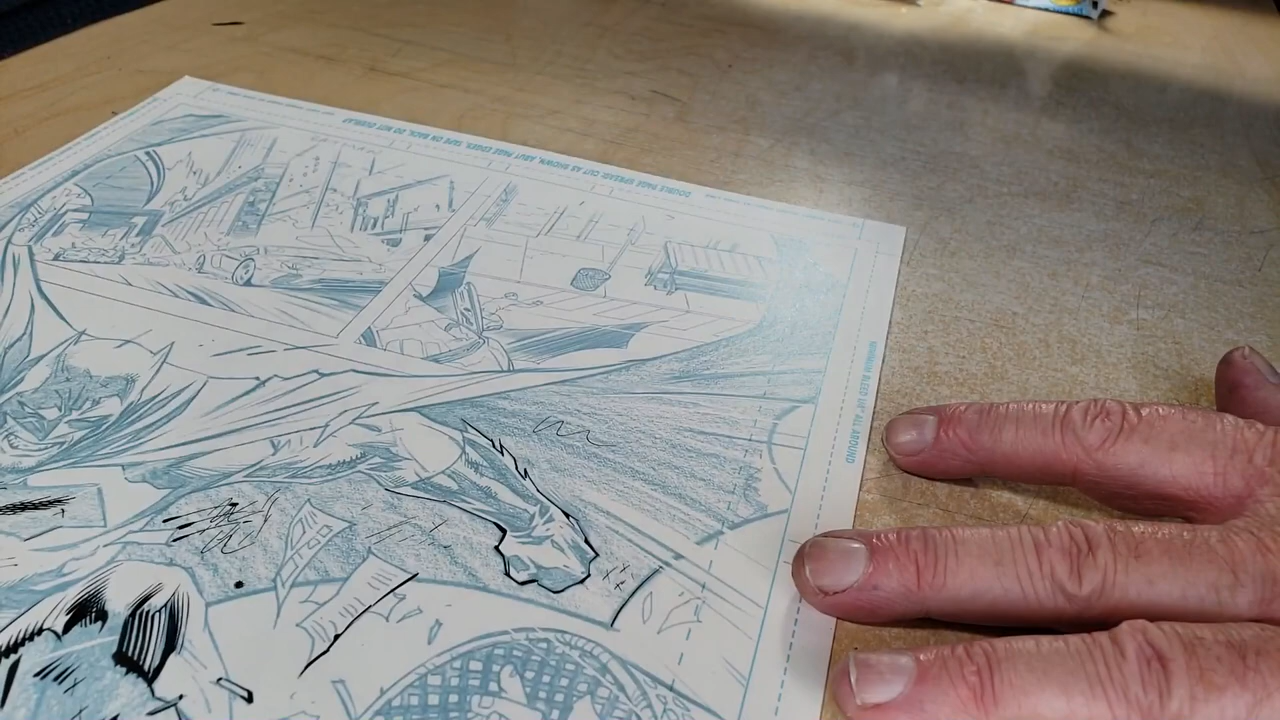 DOUBLE PAGE SPREAD: CUT AS SHOWN, ABUT PAGE EDGES, TAPE ON BACK, DO NOT OVERLAP
MINIMUM BLEED 1/8" ALL AROUND